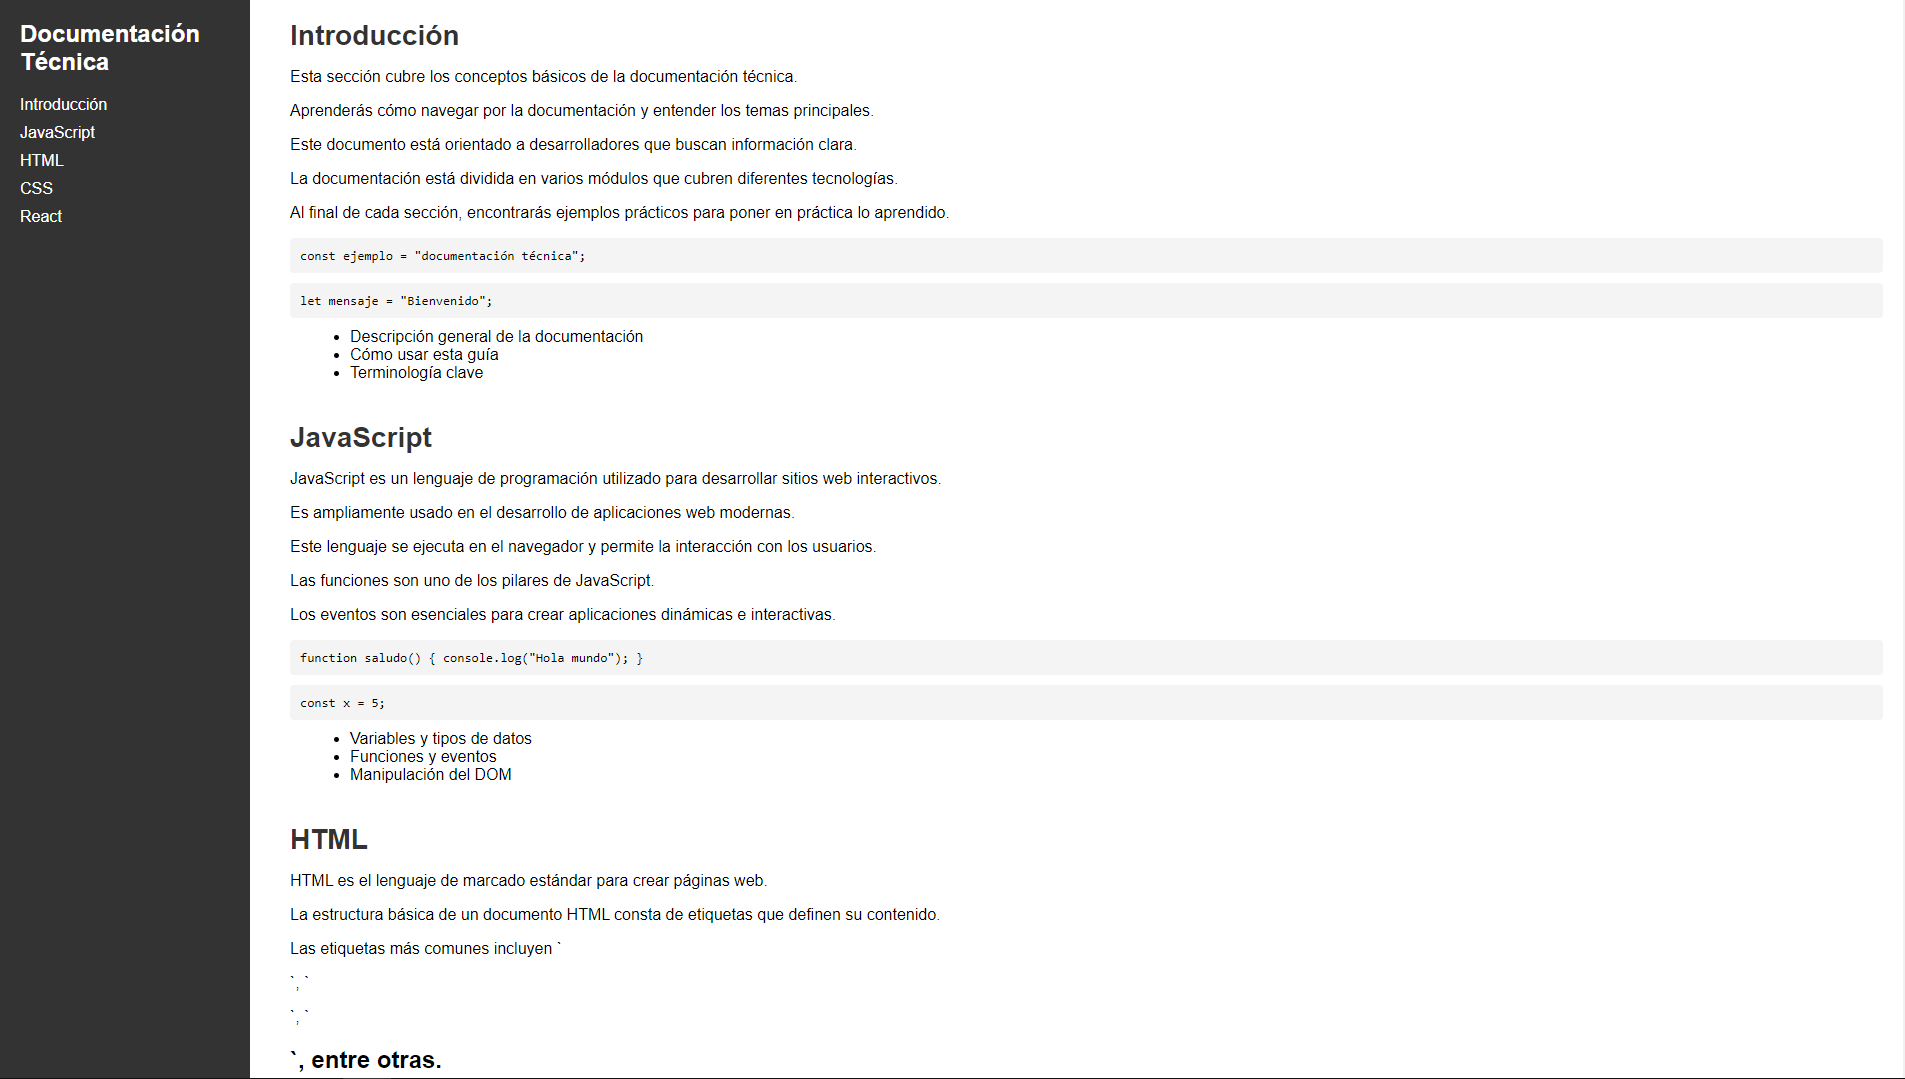 Documentación
Técnica
Introducción
JavaScript
HTML
CSS
React
Introducción
Esta sección cubre los conceptos básicos de la documentación técnica.
Aprenderás cómo navegar por la documentación y entender los temas principales.
Este documento está orientado a desarrolladores que buscan información clara.
La documentación está dividida en varios módulos que cubren diferentes tecnologías.
Al final de cada sección, encontrarás ejemplos prácticos para poner en práctica lo aprendido.
const ejemplo = "documentación técnica";
let mensaje = "Bienvenido";
• Descripción general de la documentación
• Cómo usar esta guía
• Terminología clave
JavaScript
JavaScript es un lenguaje de programación utilizado para desarrollar sitios web interactivos.
Es ampliamente usado en el desarrollo de aplicaciones web modernas.
Este lenguaje se ejecuta en el navegador y permite la interacción con los usuarios.
Las funciones son uno de los pilares de JavaScript.
Los eventos son esenciales para crear aplicaciones dinámicas e interactivas.
function saludo() { console.log("Hola mundo"); }
const x = 5;
• Variables y tipos de datos
• Funciones y eventos
• Manipulación del DOM
HTML
HTML es el lenguaje de marcado estándar para crear páginas web.
La estructura básica de un documento HTML consta de etiquetas que definen su contenido.
Las etiquetas más comunes incluyen `
`, `
`, `
`, entre otras.